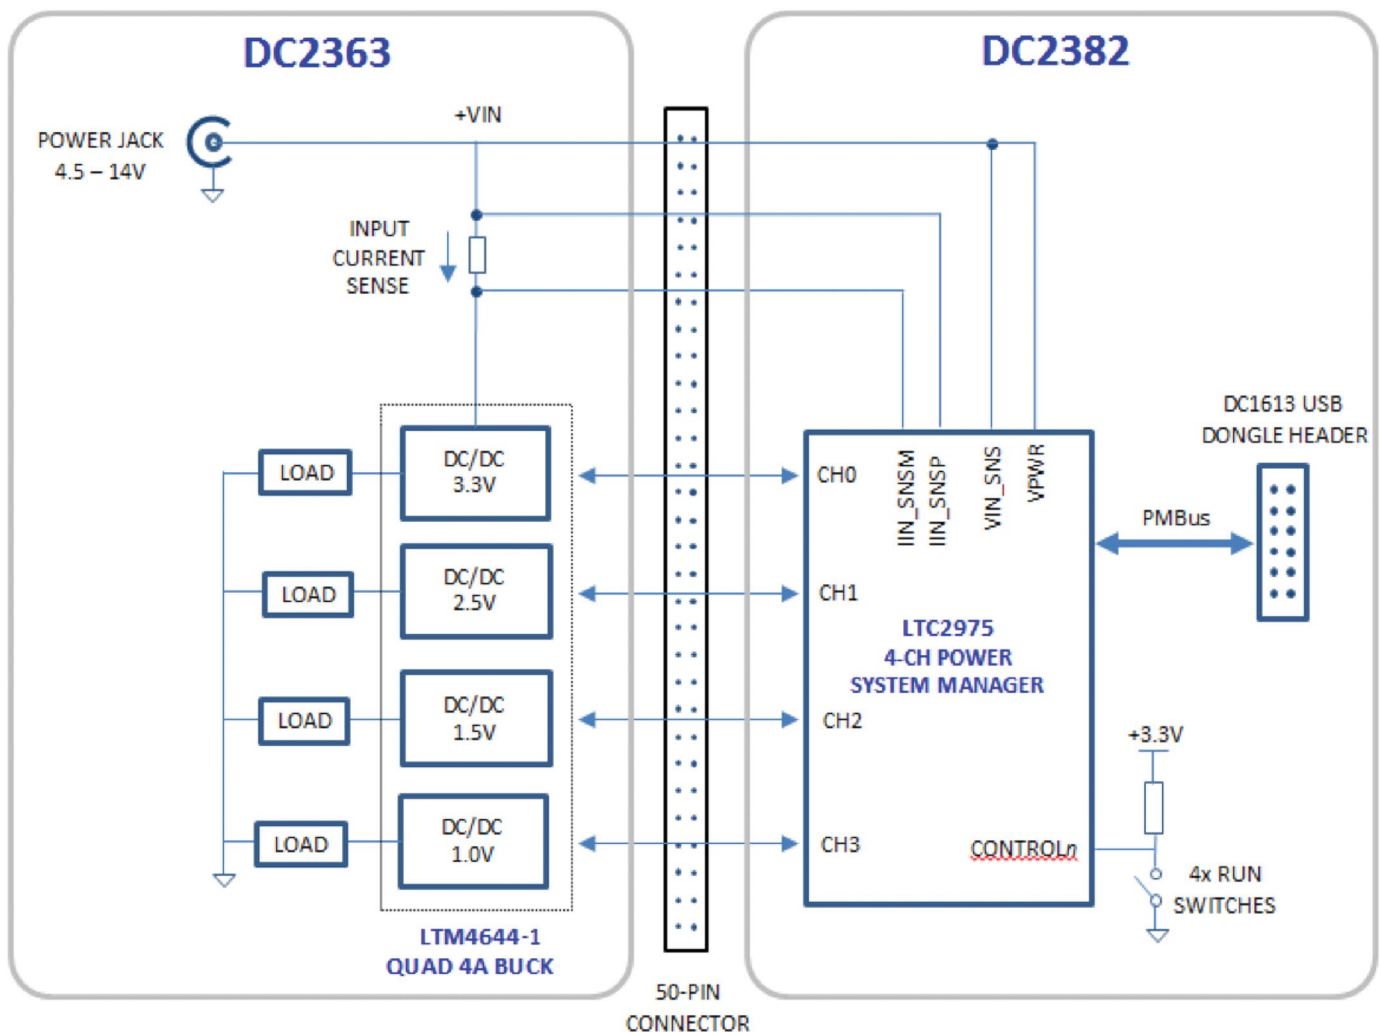 DC2363
DC2382
+VIN
POWER JACK
4.5 – 14V
INPUT
CURRENT
SENSE
DC1613 USB
DONGLE HEADER
LOAD
DC/DC
3.3V
CH0
IIN_SNSM
IIN_SNSP
VIN_SNS
VPWR
PMBus
LOAD
DC/DC
2.5V
CH1
LTC2975
4-CH POWER
SYSTEM MANAGER
LOAD
DC/DC
1.5V
CH2
+3.3V
LOAD
DC/DC
1.0V
CH3
CONTROLn
4x RUN
SWITCHES
LTM4644-1
QUAD 4A BUCK
50-PIN
CONNECTOR